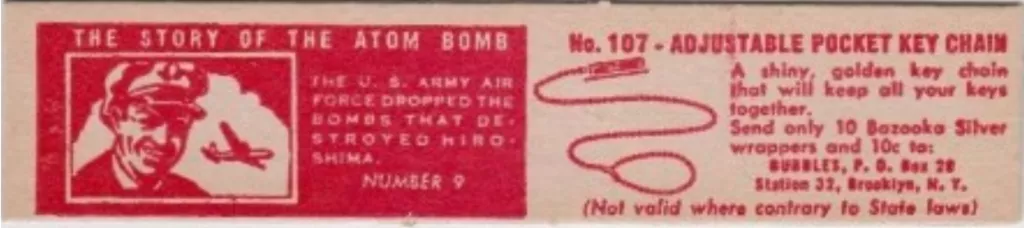 THE STORY OF THE ATOM BOMB
THE U. S. ARMY AIR
FORCE DROPPED THE
BOMBS THAT DE-
STROYED HIRO-
SHIMA.
NUMBER 9
No. 107 - ADJUSTABLE POCKET KEY CHAIN
A shiny, golden key chain
that will keep all your keys
together.
Send only 10 Bazooka Silver
wrappers and 10c to:
BUBBLES, P. O. Box 20
Station 32, Brooklyn, N. Y.
(Not valid where contrary to State laws)